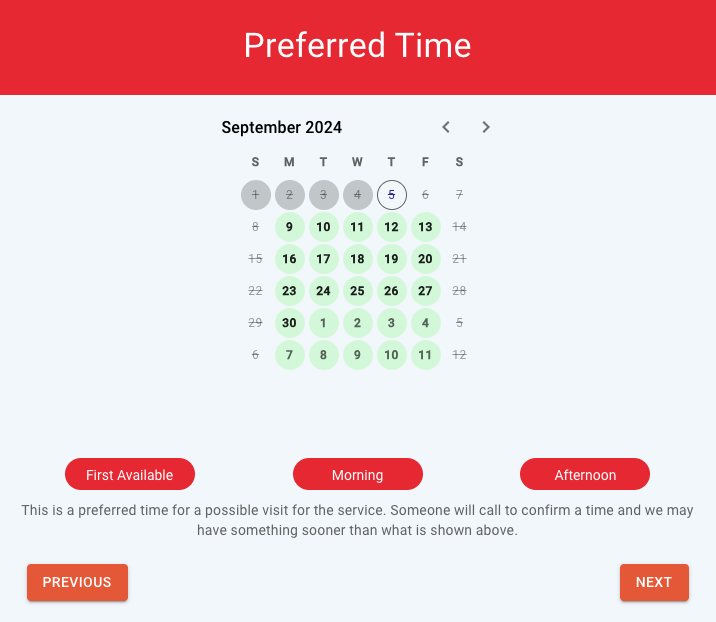 Preferred Time
September 2024
S M T W T F S
1 2 3 4 5 6 7
8 9 10 11 12 13 14
15 16 17 18 19 20 21
22 23 24 25 26 27 28
29 30 1 2 3 4 5
6 7 8 9 10 11 12
First Available Morning Afternoon
This is a preferred time for a possible visit for the service. Someone will call to confirm a time and we may
have something sooner than what is shown above.
PREVIOUS NEXT